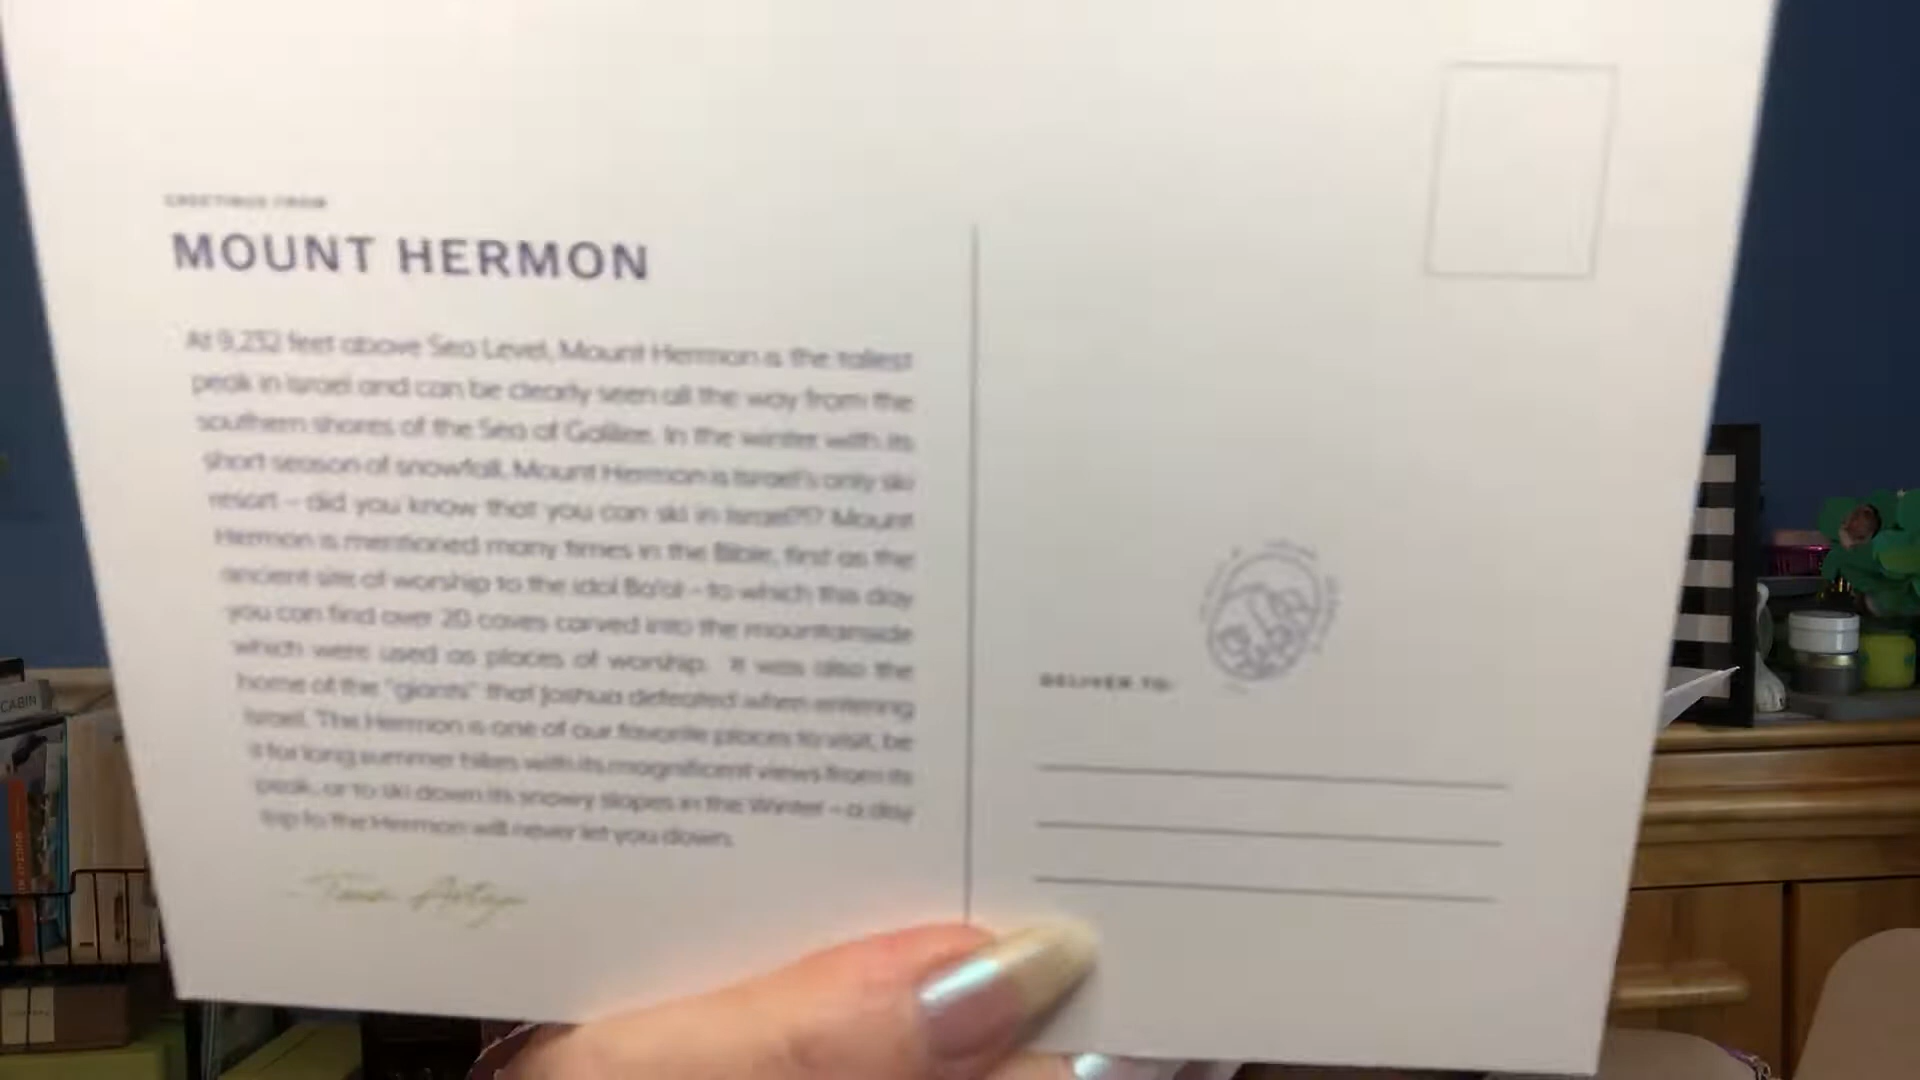 GREETINGS FROM
MOUNT HERMON
At 9,232 feet above Sea Level, Mount Hermon is the tallest
peak in Israel and can be clearly seen all the way from the
southern shores of the Sea of Galilee. In the winter with its
short season of snowfall, Mount Hermon is Israel's only ski
resort – did you know that you can ski in Israel?!? Mount
Hermon is mentioned many times in the Bible, first as the
ancient site of worship to the idol Ba'al – to which this day
you can find over 20 caves carved into the mountainside
which were used as places of worship. It was also the
home of the "giants" that Joshua defeated when entering
Israel. The Hermon is one of our favorite places to visit, be
it for long summer hikes with its magnificent views from its
peak, or to ski down its snowy slopes in the Winter – a day
trip to the Hermon will never let you down.
DELIVER TO:
CABIN